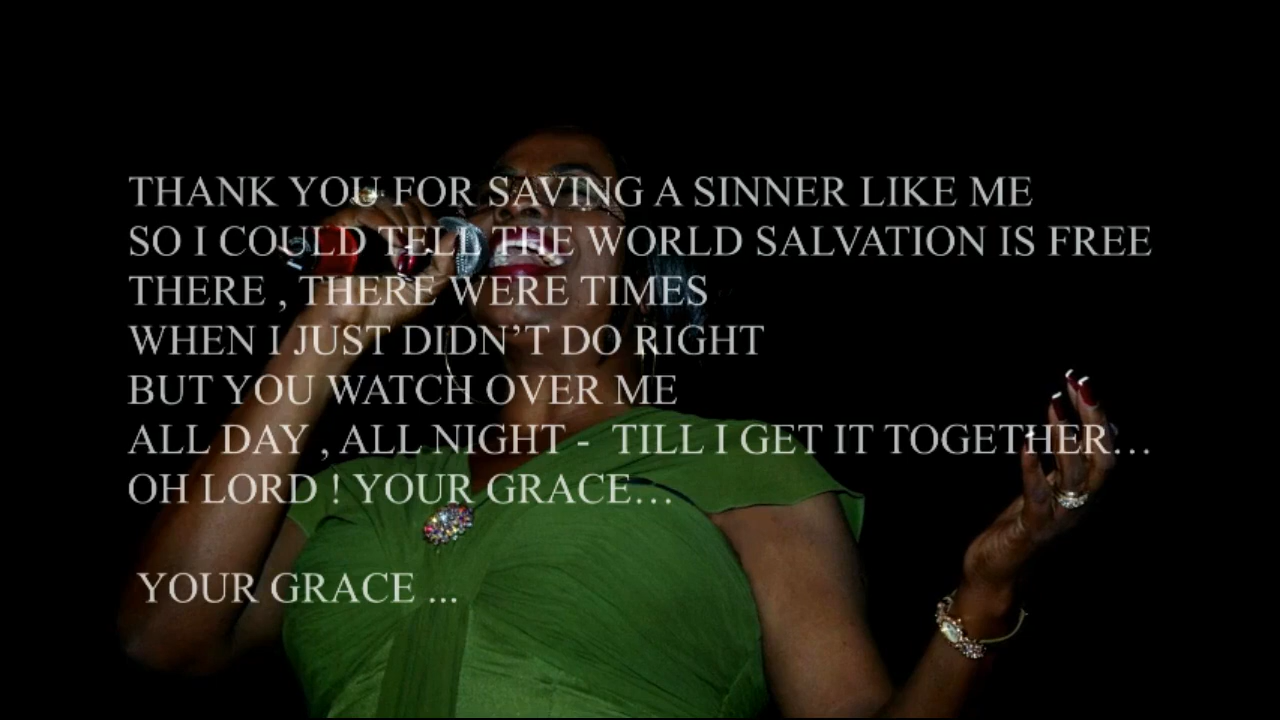 THANK YOU FOR SAVING A SINNER LIKE ME
SO I COULD TELL THE WORLD SALVATION IS FREE
THERE , THERE WERE TIMES
WHEN I JUST DIDN’T DO RIGHT
BUT YOU WATCH OVER ME
ALL DAY , ALL NIGHT - TILL I GET IT TOGETHER…
OH LORD ! YOUR GRACE…
YOUR GRACE ...